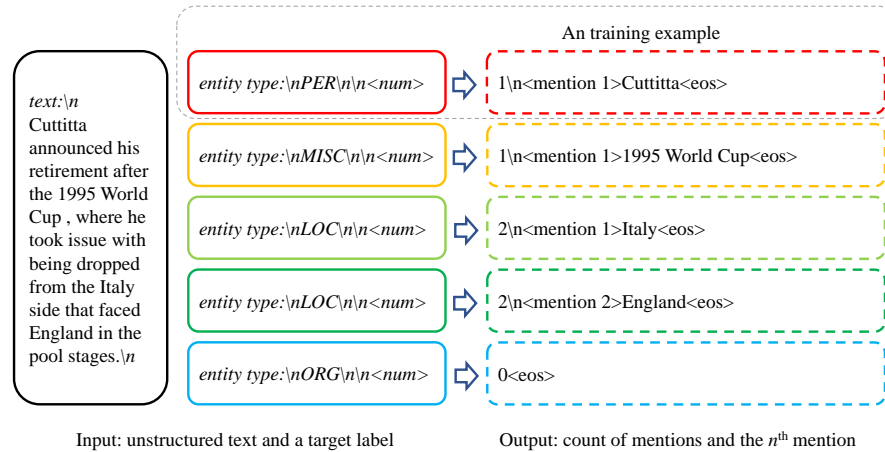 An training example
text:\n
Cuttitta
announced his
retirement after
the 1995 World
Cup , where he
took issue with
being dropped
from the Italy
side that faced
England in the
pool stages.\n
entity type:\nPER\n\n<num>
1\n<mention 1>Cuttitta<eos>
entity type:\nMISC\n\n<num>
1\n<mention 1>1995 World Cup<eos>
entity type:\nLOC\n\n<num>
2\n<mention 1>Italy<eos>
entity type:\nLOC\n\n<num>
2\n<mention 2>England<eos>
entity type:\nORG\n\n<num>
0<eos>
Input: unstructured text and a target label
Output: count of mentions and the nth mention